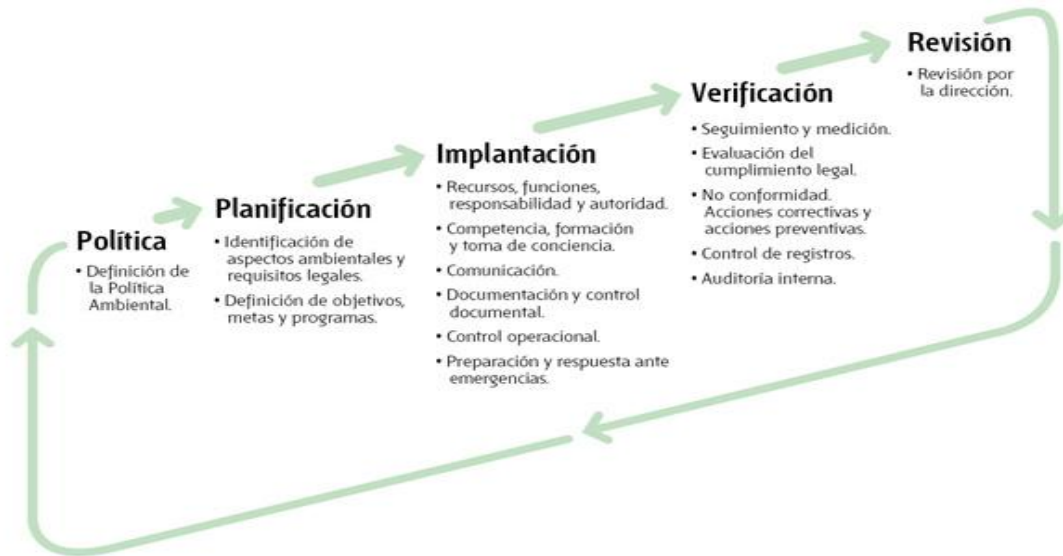 Política
• Definición de
la Política
Ambiental.
Planificación
• Identificación de
aspectos ambientales y
requisitos legales.
• Definición de objetivos,
metas y programas.
Implantación
• Recursos, funciones,
responsabilidad y autoridad.
• Competencia, formación
y toma de conciencia.
• Comunicación.
• Documentación y control
documental.
• Control operacional.
• Preparación y respuesta ante
emergencias.
Verificación
• Seguimiento y medición.
• Evaluación del
cumplimiento legal.
• No conformidad.
Acciones correctivas y
acciones preventivas.
• Control de registros.
• Auditoría interna.
Revisión
• Revisión por
la dirección.